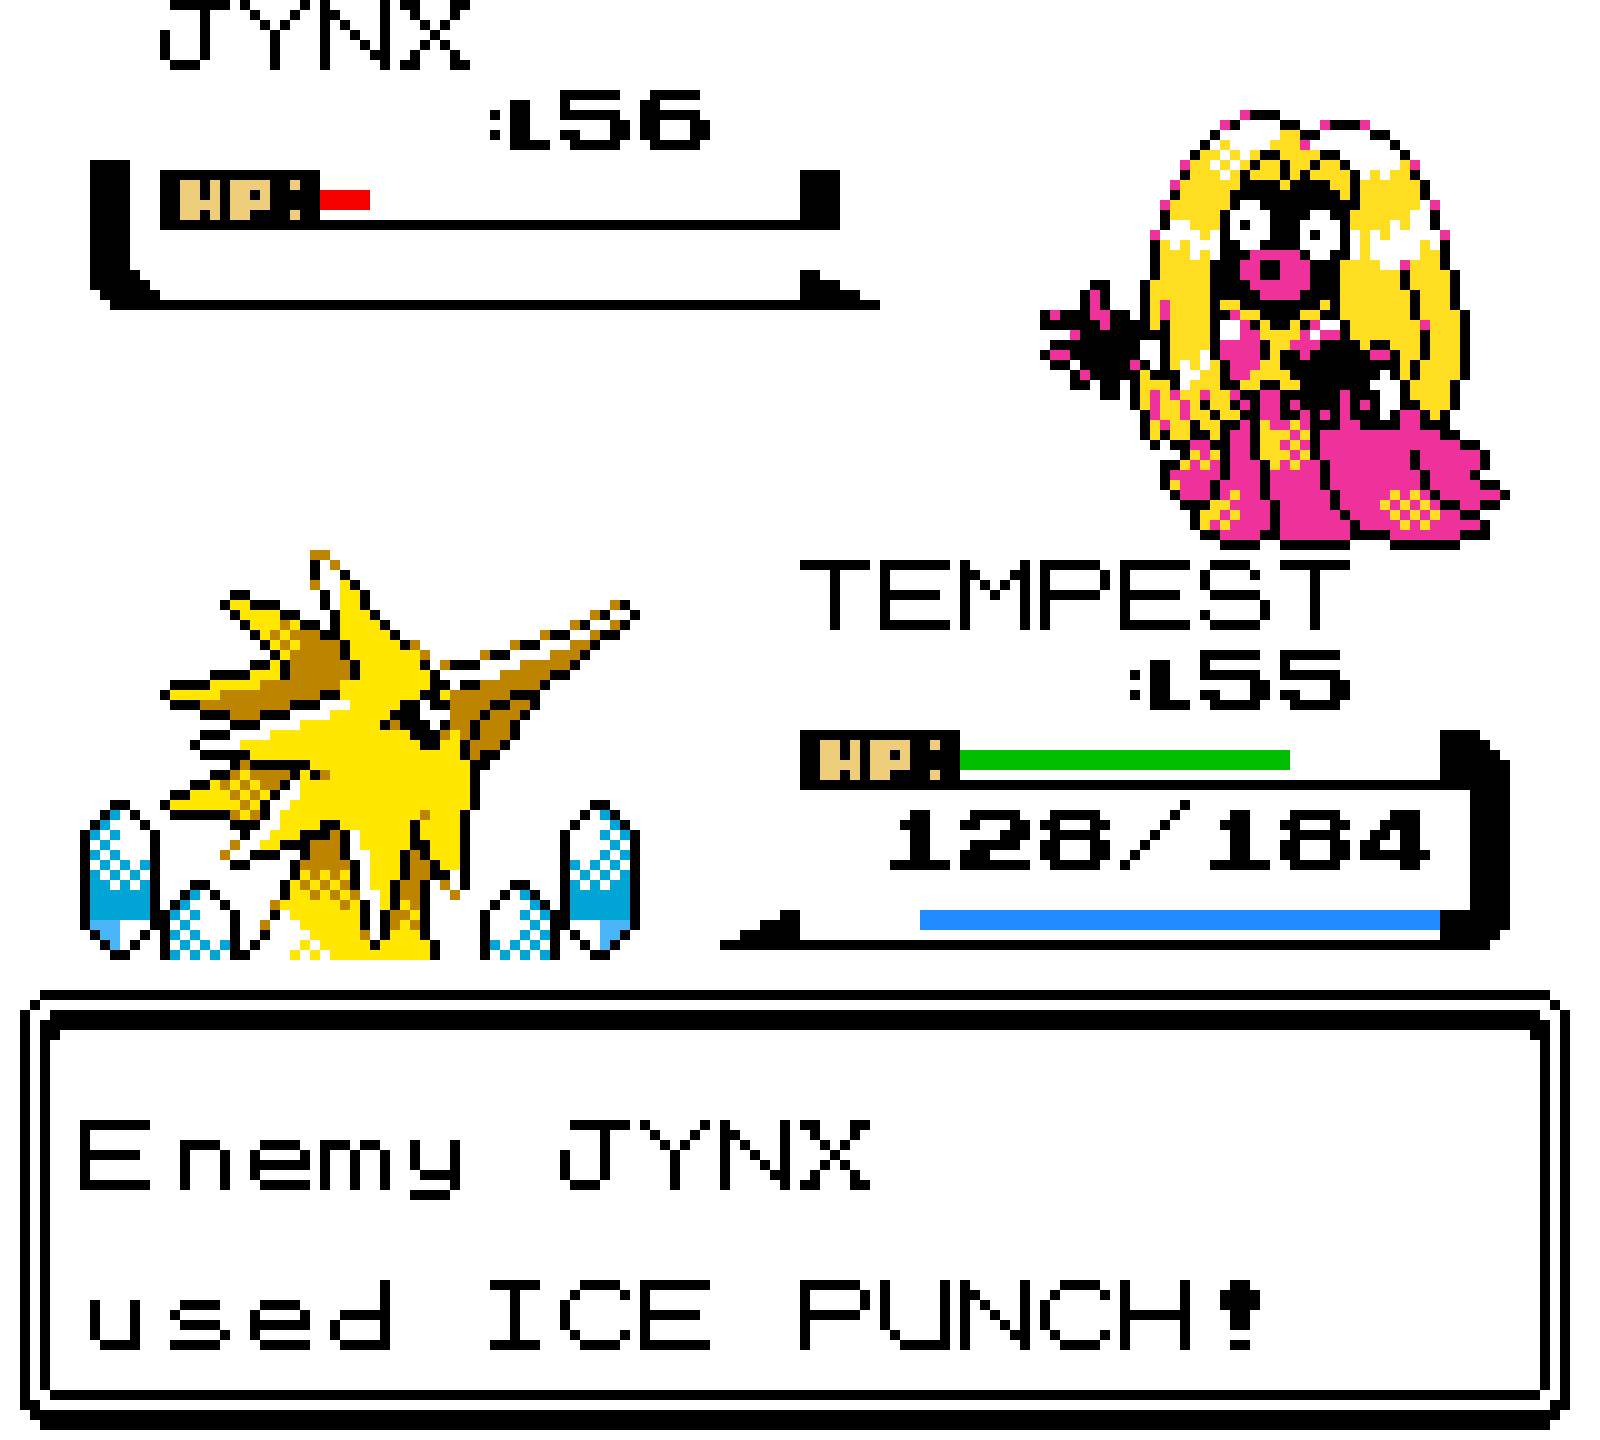 JYNX
:L56
HP:
TEMPEST
:L55
HP:
128/184
Enemy JYNX
used ICE PUNCH!